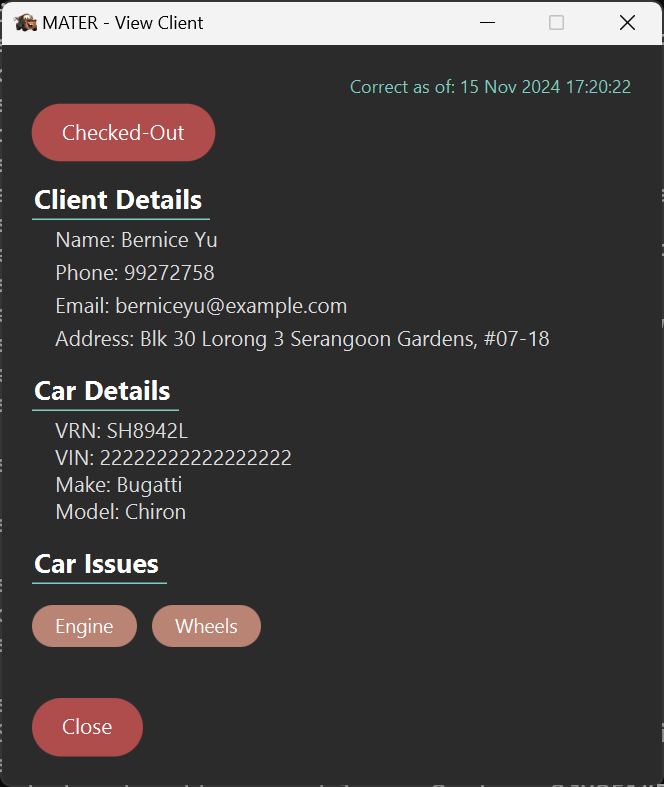 MATER - View Client
Correct as of: 15 Nov 2024 17:20:22
Checked-Out
Client Details
Name: Bernice Yu
Phone: 99272758
Email: berniceyu@example.com
Address: Blk 30 Lorong 3 Serangoon Gardens, #07-18
Car Details
VRN: SH8942L
VIN: 22222222222222222
Make: Bugatti
Model: Chiron
Car Issues
Engine Wheels
Close